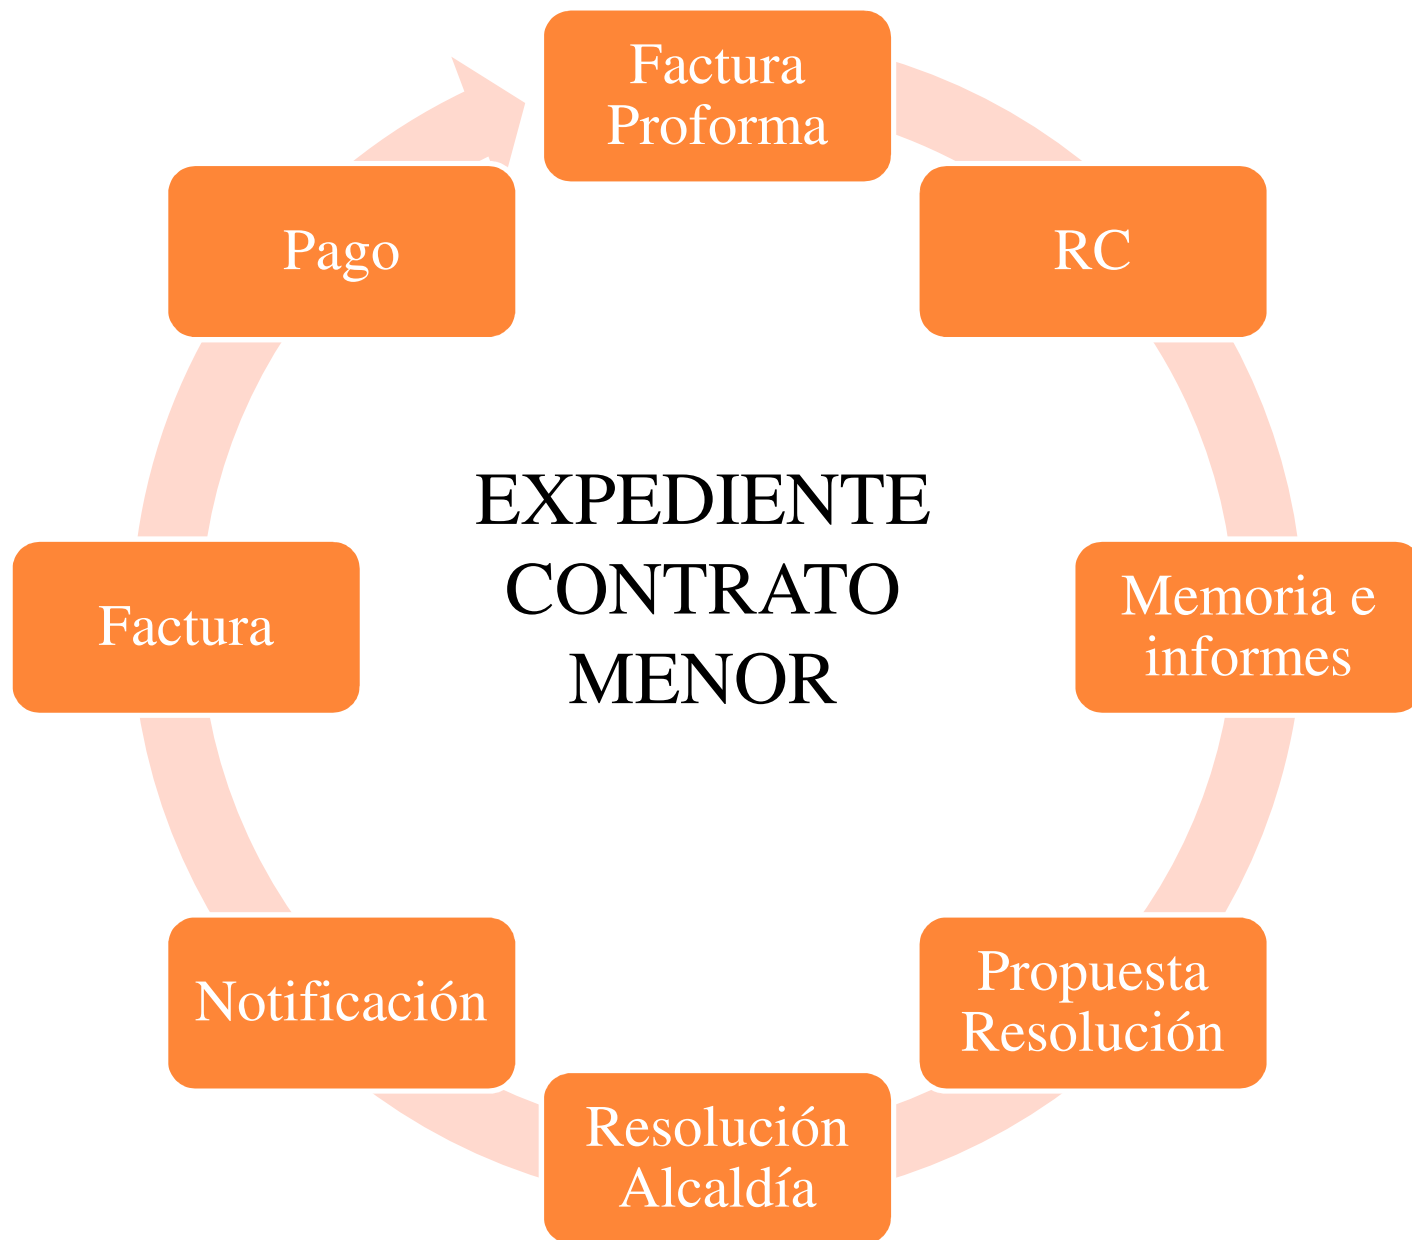 Factura
Proforma
RC
Memoria e
informes
Propuesta
Resolución
Resolución
Alcaldía
Notificación
Factura
Pago
EXPEDIENTE
CONTRATO
MENOR